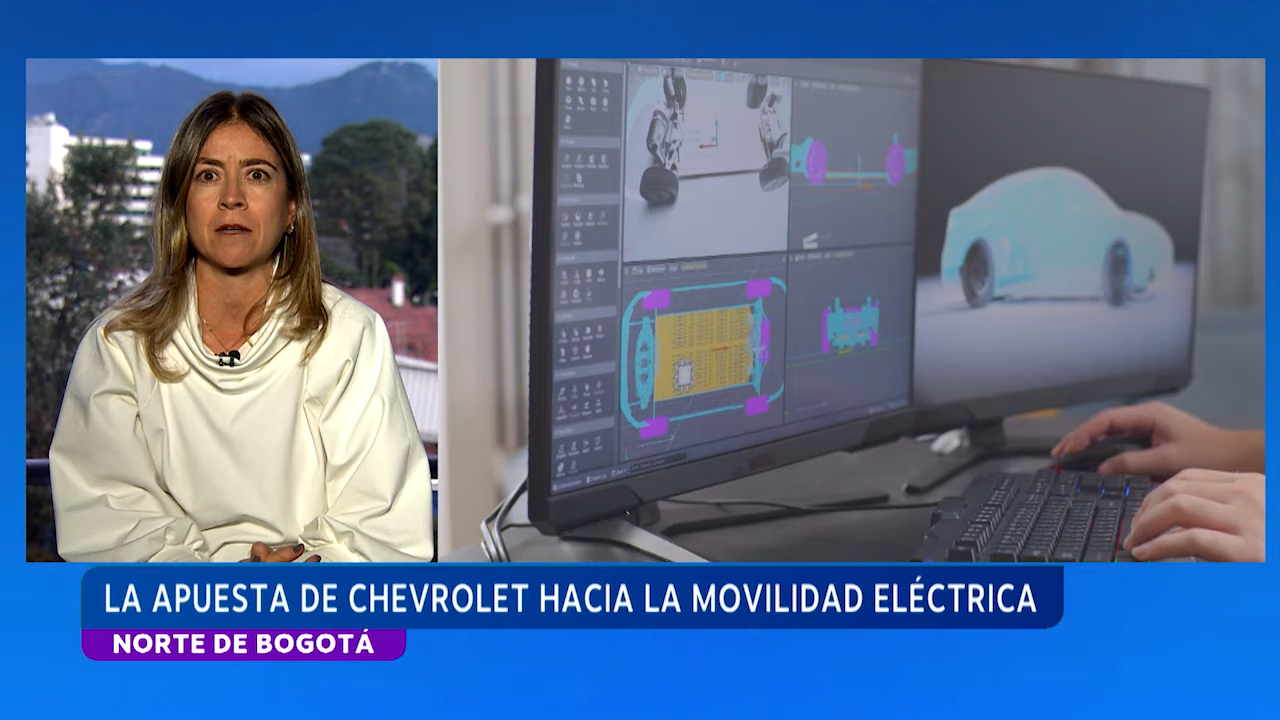 LA APUESTA DE CHEVROLET HACIA LA MOVILIDAD ELÉCTRICA
NORTE DE BOGOTÁ